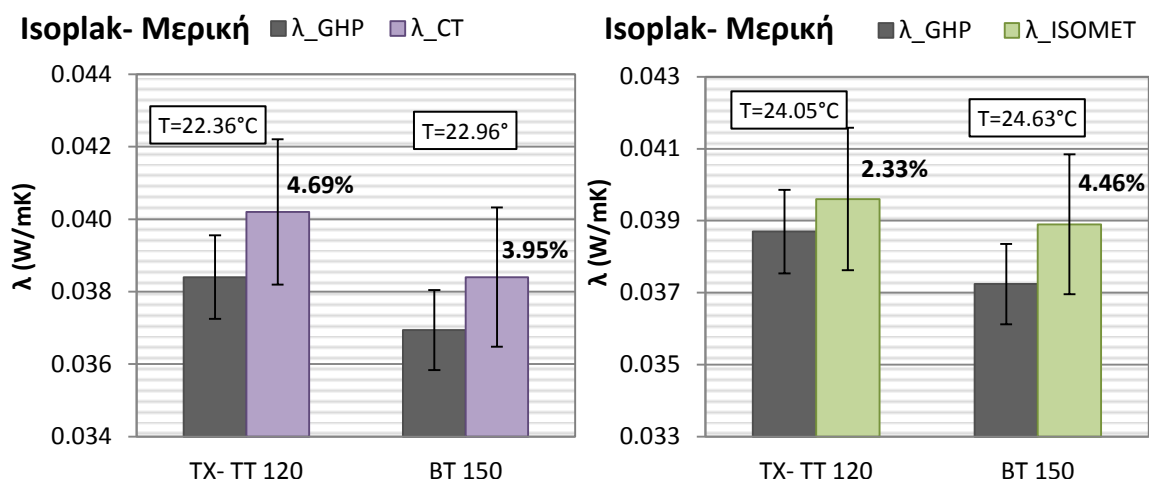 Isoplak- Μερική
λ_GHP
λ_CT
λ (W/mK)
0.044
0.042
0.040
0.038
0.036
0.034
T=22.36°C
T=22.96°
4.69%
3.95%
TX- TT 120
BT 150
Isoplak- Μερική
λ_GHP
λ_ISOMET
λ (W/mK)
0.043
0.041
0.039
0.037
0.035
0.033
T=24.05°C
T=24.63°C
2.33%
4.46%
TX- TT 120
BT 150